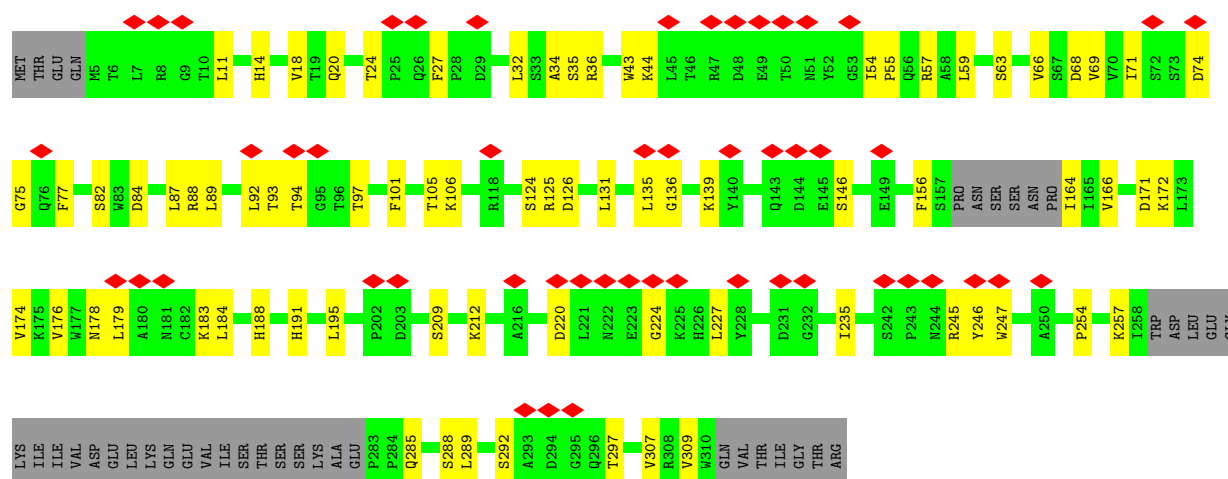 MET THR GLU GLN M5 T6 L7 R8 G9 T10 L11 H14 V18 T19 Q20 T24 P25 Q26 F27 P28 D29 L32 S33 A34 S35 R36 W43 K44 L45 T46 R47 D48 E49 T50 N51 Y52 G53 I54 P55 Q56 R57 A58 L59 S63 V66 S67 D68 V69 V70 I71 S72 S73 D74
G75 Q76 F77 S82 W83 D84 L87 R88 L89 L92 T93 T94 G95 T96 T97 F101 T105 K106 R118 S124 R125 D126 L131 L135 G136 K139 Y140 Q143 D144 E145 S146 E149 F156 S157 PRO ASN SER SER ASN PRO I164 I165 V166 D171 K172 L173
V174 K175 V176 W177 N178 L179 A180 N181 C182 K183 L184 H188 H191 L195 P202 D203 S209 K212 A216 D220 L221 N222 E223 G224 K225 H226 L227 Y228 D231 G232 I235 S242 P243 N244 R245 Y246 W247 A250 P254 K257 I258 TRP ASP LEU GLU
LYS ILE ILE VAL ASP GLU LEU LYS GLN GLU VAL ILE SER THR SER SER LYS ALA GLU P283 P284 Q285 S288 L289 S292 A293 D294 G295 Q296 T297 V307 R308 V309 W310 GLN VAL THR ILE GLY THR ARG